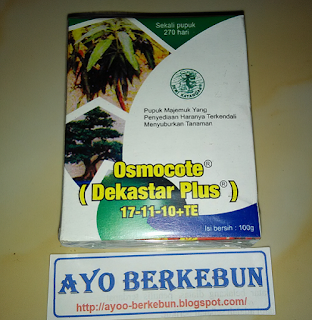 Sekali pupuk
270 hari
Pupuk Majemuk Yang
Penyediaan Haranya Terkendali
Menyuburkan Tanaman
Osmocote®
( Dekastar Plus® )
17-11-10+TE
Isi bersih : 100g
AYO BERKEBUN
http://ayoo-berkebun.blogspot.com/